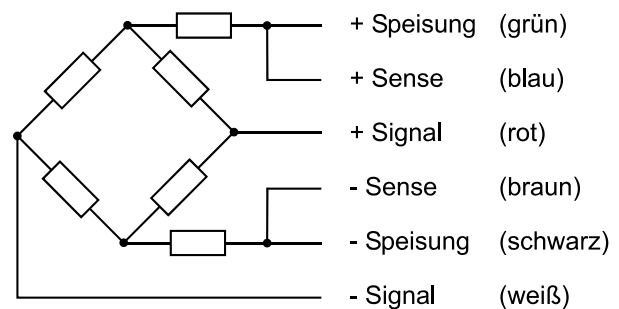 + Speisung (grün)
+ Sense (blau)
+ Signal (rot)
- Sense (braun)
- Speisung (schwarz)
- Signal (weiß)